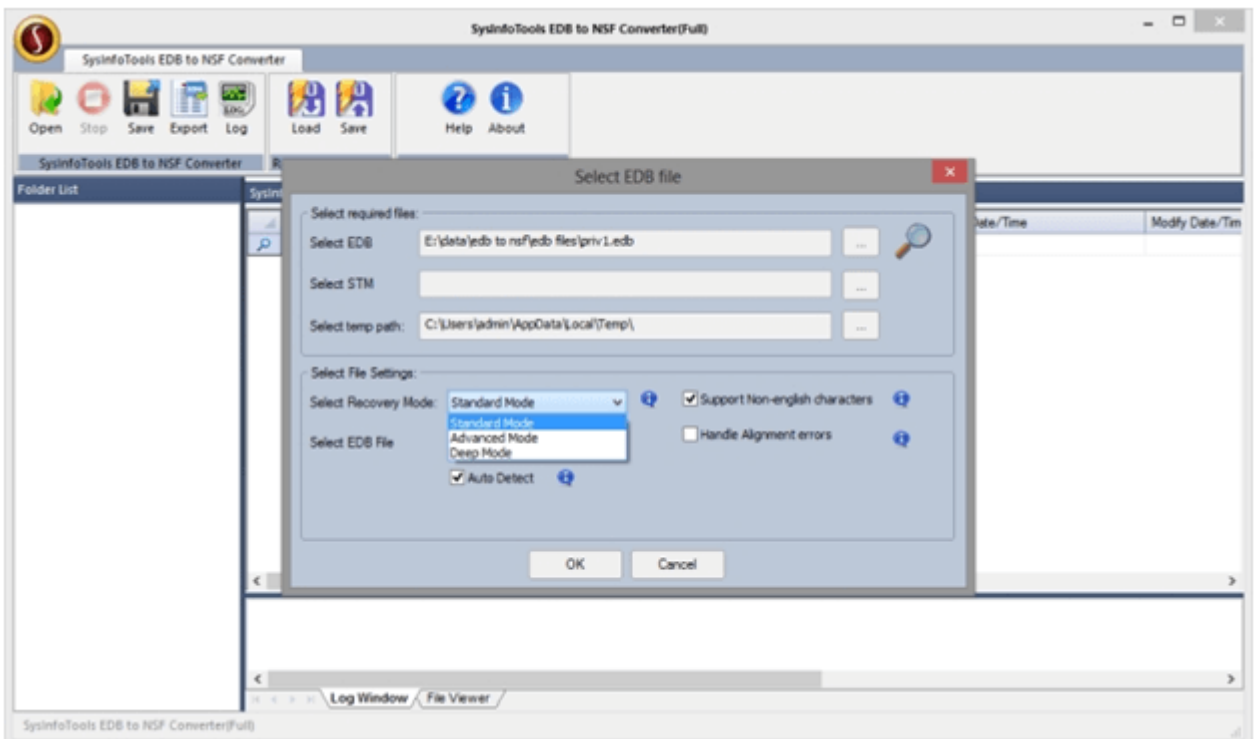 SysInfoTools EDB to NSF Converter(Full)
SysInfoTools EDB to NSF Converter
Open Stop Save Export Log Load Save Help About
SysInfoTools EDB to NSF Converter
Folder List
Select EDB file
Select required files:
Select EDB E:\data\edb to nsf\edb files\priv1.edb ...
Select STM ...
Select temp path: C:\Users\admin\AppData\Local\Temp\ ...
Date/Time
Modify Date/Tim
Select File Settings:
Select Recovery Mode: Standard Mode
Support Non-english characters
Standard Mode
Advanced Mode
Deep Mode
Select EDB File
Handle Alignment errors
Auto Detect
OK Cancel
Log Window File Viewer
SysInfoTools EDB to NSF Converter(Full)